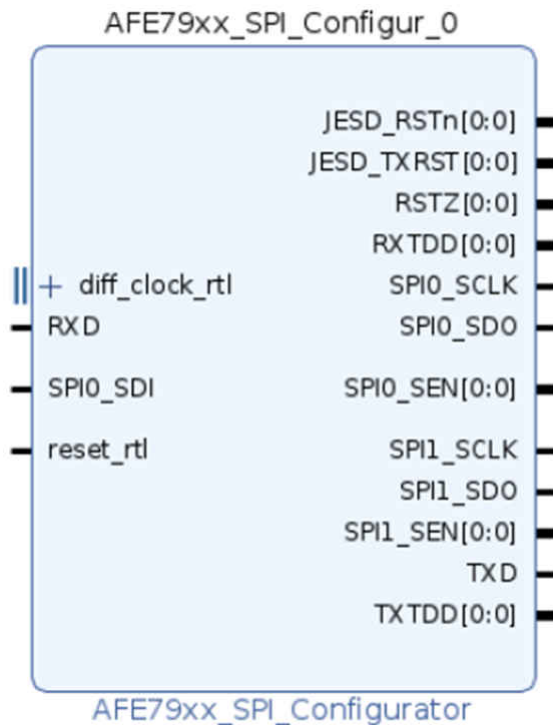 AFE79xx_SPI_Configur_0
JESD_RSTn[0:0]
JESD_TXRST[0:0]
RSTZ[0:0]
RXTDD[0:0]
diff_clock_rtl SPI0_SCLK
RXD SPI0_SDO
SPI0_SDI SPI0_SEN[0:0]
reset_rtl SPI1_SCLK
SPI1_SDO
SPI1_SEN[0:0]
TXD
TXTDD[0:0]
AFE79xx_SPI_Configurator